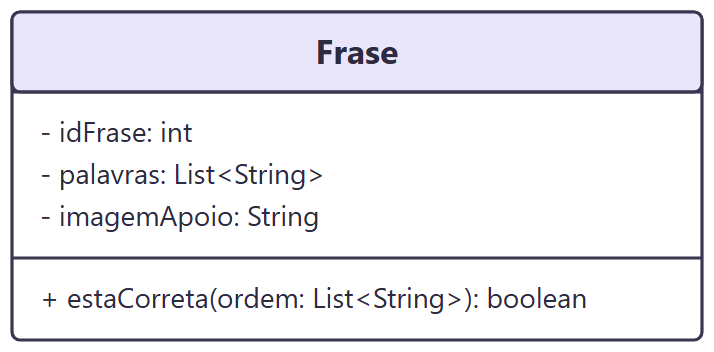 Frase
- idFrase: int
- palavras: List<String>
- imagemApoio: String
+ estaCorreta(ordem: List<String>): boolean